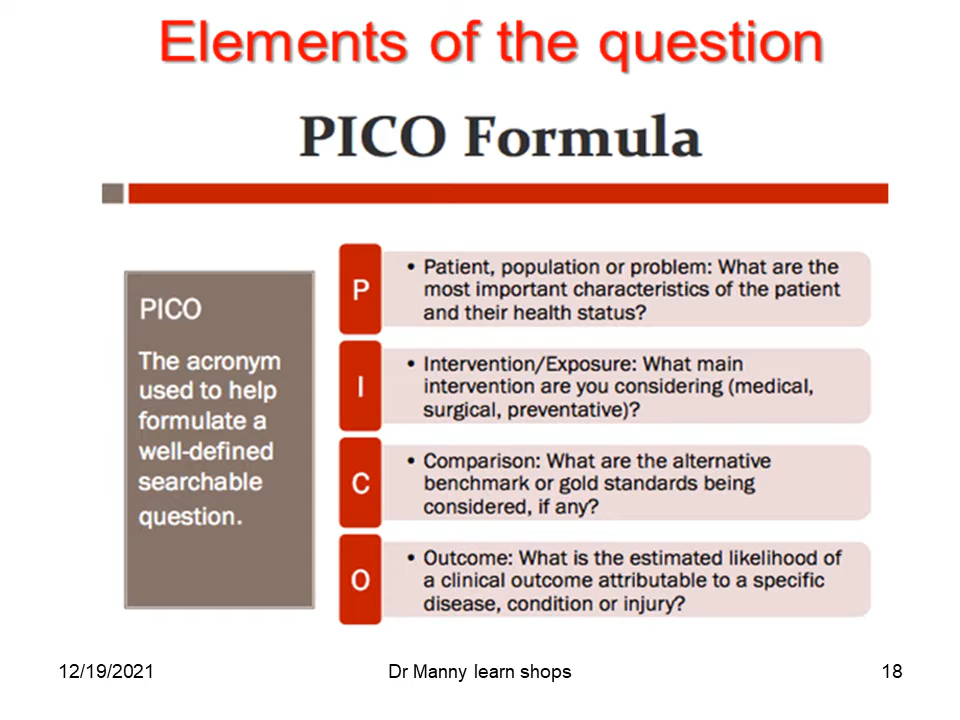 Elements of the question
PICO Formula
PICO
The acronym
used to help
formulate a
well-defined
searchable
question.
P
• Patient, population or problem: What are the
most important characteristics of the patient
and their health status?
I
• Intervention/Exposure: What main
intervention are you considering (medical,
surgical, preventative)?
C
• Comparison: What are the alternative
benchmark or gold standards being
considered, if any?
O
• Outcome: What is the estimated likelihood of
a clinical outcome attributable to a specific
disease, condition or injury?
12/19/2021
Dr Manny learn shops
18